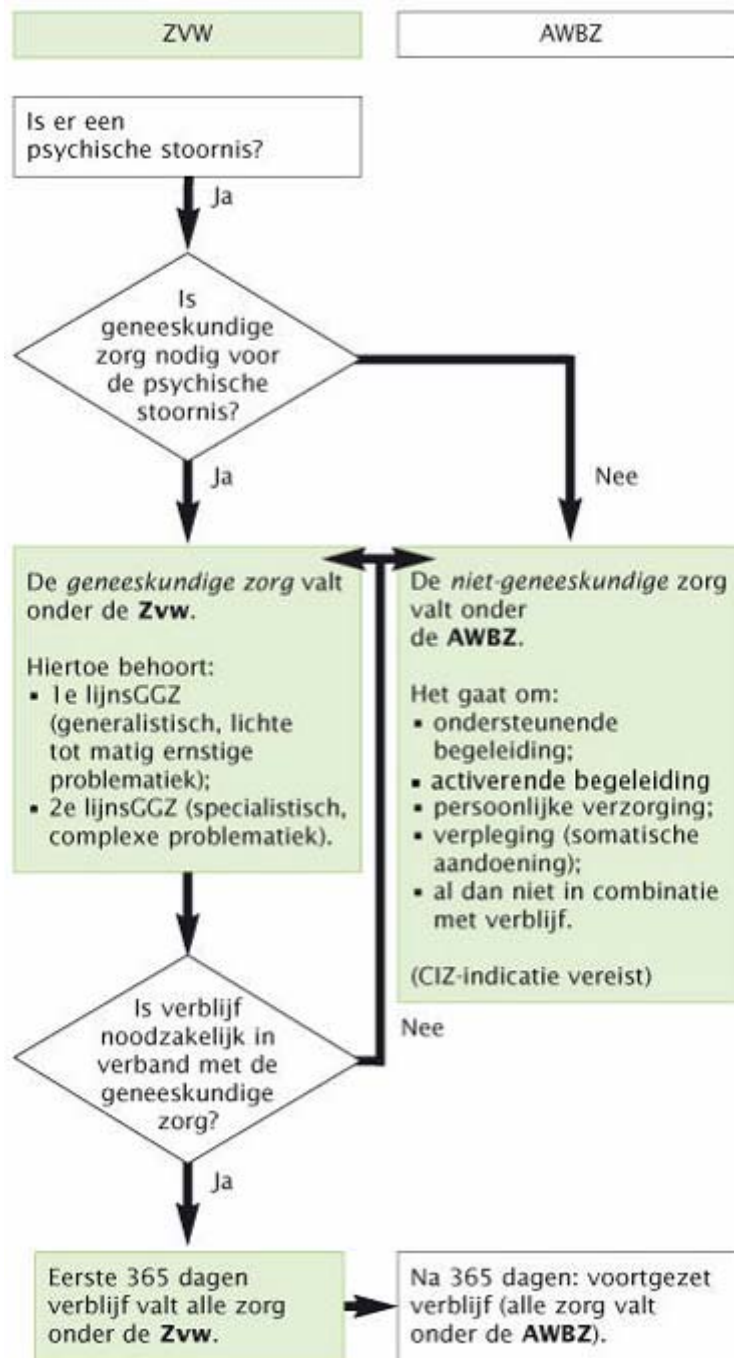 ZVW
AWBZ
Is er een
psychische stoornis?
Ja
Is
geneeskundige
zorg nodig voor
de psychische
stoornis?
Ja
Nee
De geneeskundige zorg valt
onder de Zvw.
Hiertoe behoort:
▪ 1e lijnsGGZ
(generalistisch, lichte
tot matig ernstige
problematiek);
▪ 2e lijnsGGZ (specialistisch,
complexe problematiek).
De niet-geneeskundige zorg
valt onder
de AWBZ.
Het gaat om:
▪ ondersteunende
begeleiding;
▪ activerende begeleiding
▪ persoonlijke verzorging;
▪ verpleging (somatische
aandoening);
▪ al dan niet in combinatie
met verblijf.
(CIZ-indicatie vereist)
Is verblijf
noodzakelijk in
verband met de
geneeskundige
zorg?
Nee
Ja
Eerste 365 dagen
verblijf valt alle zorg
onder de Zvw.
Na 365 dagen: voortgezet
verblijf (alle zorg valt
onder de AWBZ).